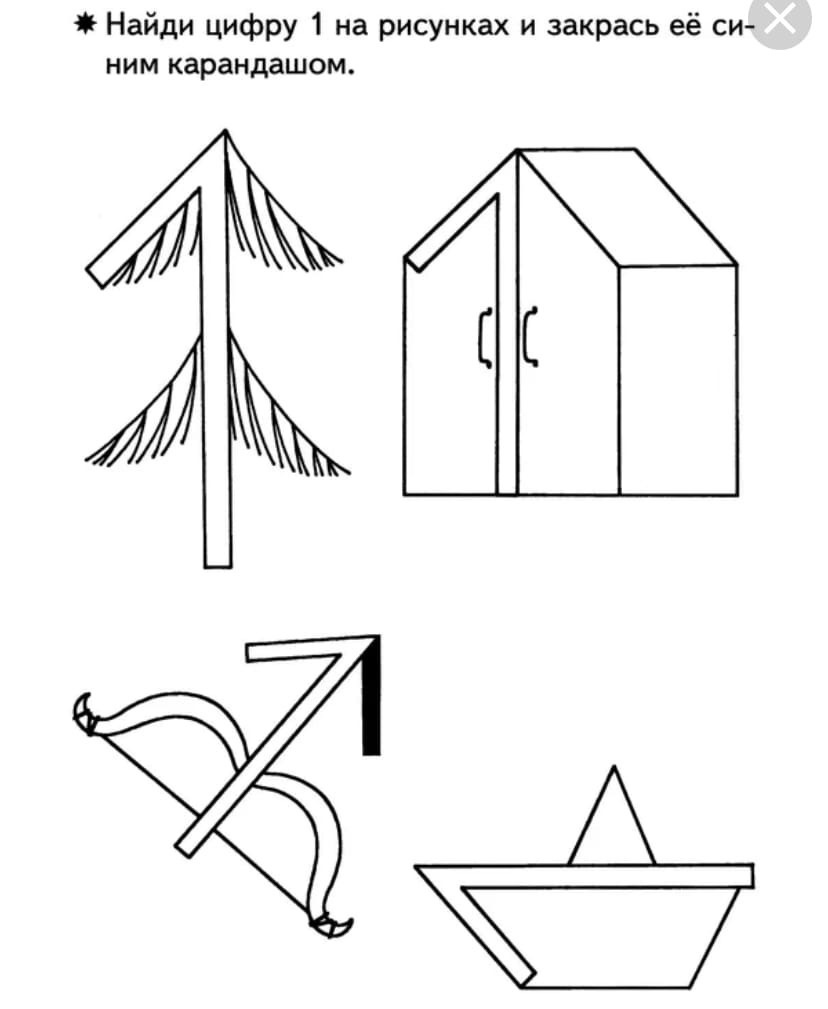 ✷ Найди цифру 1 на рисунках и закрась её си-
ним карандашом.